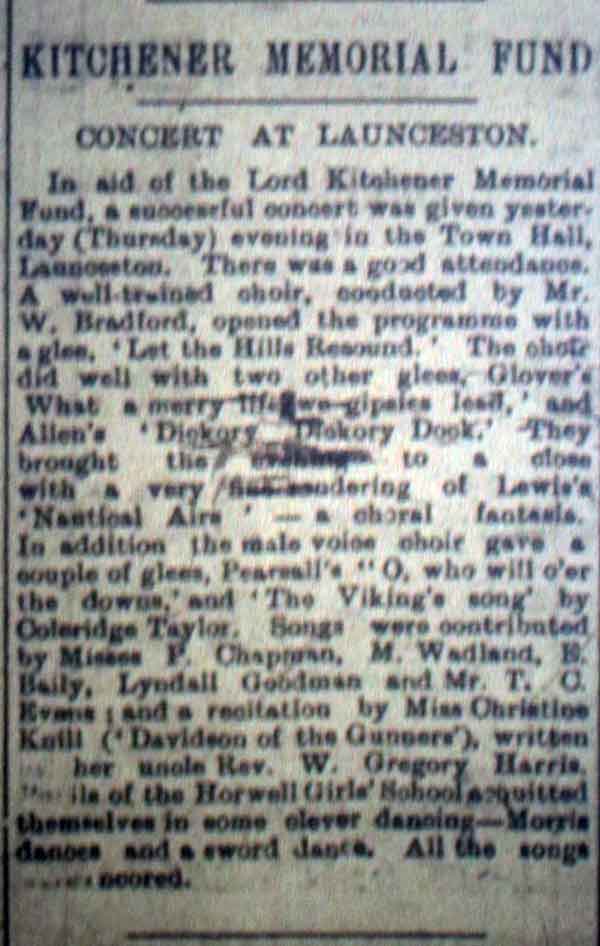 KITCHENER MEMORIAL FUND
CONCERT AT LAUNCESTON.
In aid of the Lord Kitchener Memorial
Fund, a successful concert was given yester-
day (Thursday) evening in the Town Hall,
Launceston. There was a good attendance.
A well-trained choir, conducted by Mr.
W. Bradford, opened the programme with
a glee, 'Let the Hills Resound.' The choir
did well with two other glees, Glover's
What a merry life we gipsies lead,' and
Allen's 'Dickory Dickory Dock.' They
brought the evening to a close
with a very rendering of Lewis's
'Nautical Airs' — a choral fantasia.
In addition the male voice choir gave a
couple of glees, Pearsall's "O, who will o'er
the downs,' and 'The Viking's song' by
Coleridge Taylor. Songs were contributed
by Misses F. Chapman, M. Wadland, E.
Baily, Lyndall Goodman and Mr. T. C.
Evans; and a recitation by Miss Christine
Knill ('Davidson of the Gunners'), written
her uncle Rev. W. Gregory Harris.
ils of the Horwell Girls' School acquitted
themselves in some clever dancing—Morris
dances and a sword dance. All the songs
ncored.